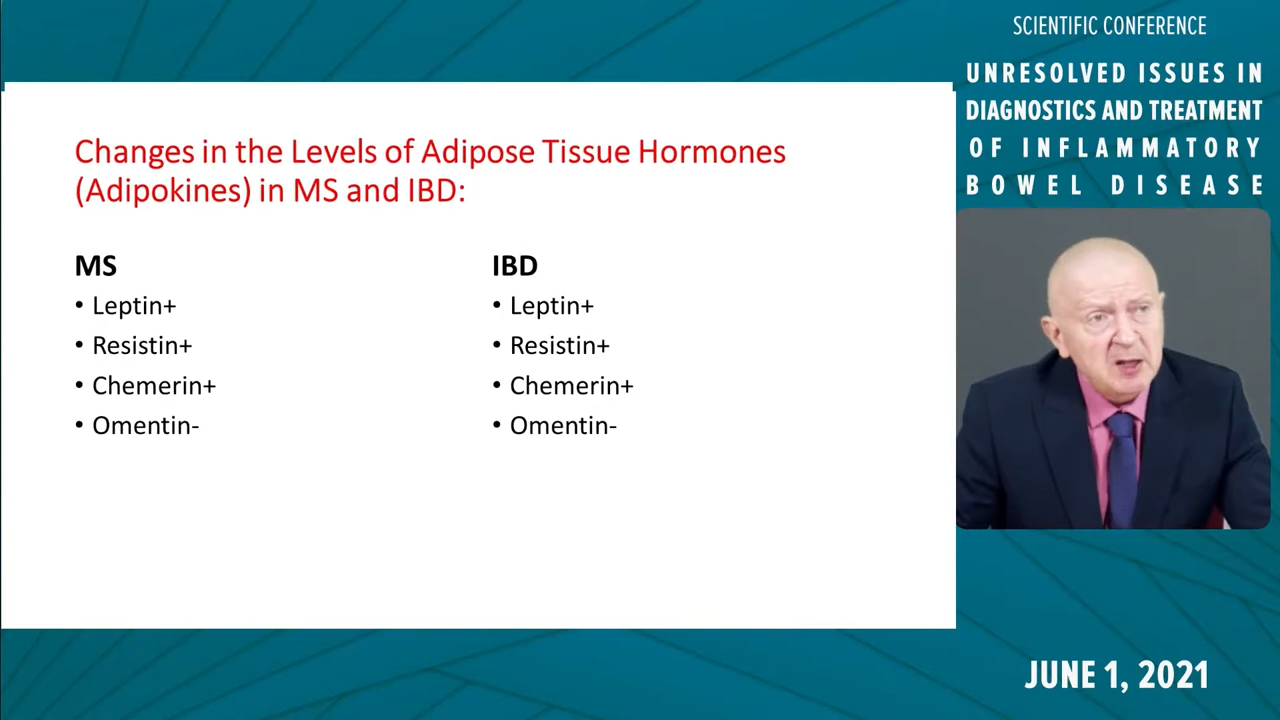 SCIENTIFIC CONFERENCE
UNRESOLVED ISSUES IN
DIAGNOSTICS AND TREATMENT
OF INFLAMMATORY
BOWEL DISEASE
Changes in the Levels of Adipose Tissue Hormones
(Adipokines) in MS and IBD:
MS
• Leptin+
• Resistin+
• Chemerin+
• Omentin-
IBD
• Leptin+
• Resistin+
• Chemerin+
• Omentin-
JUNE 1, 2021